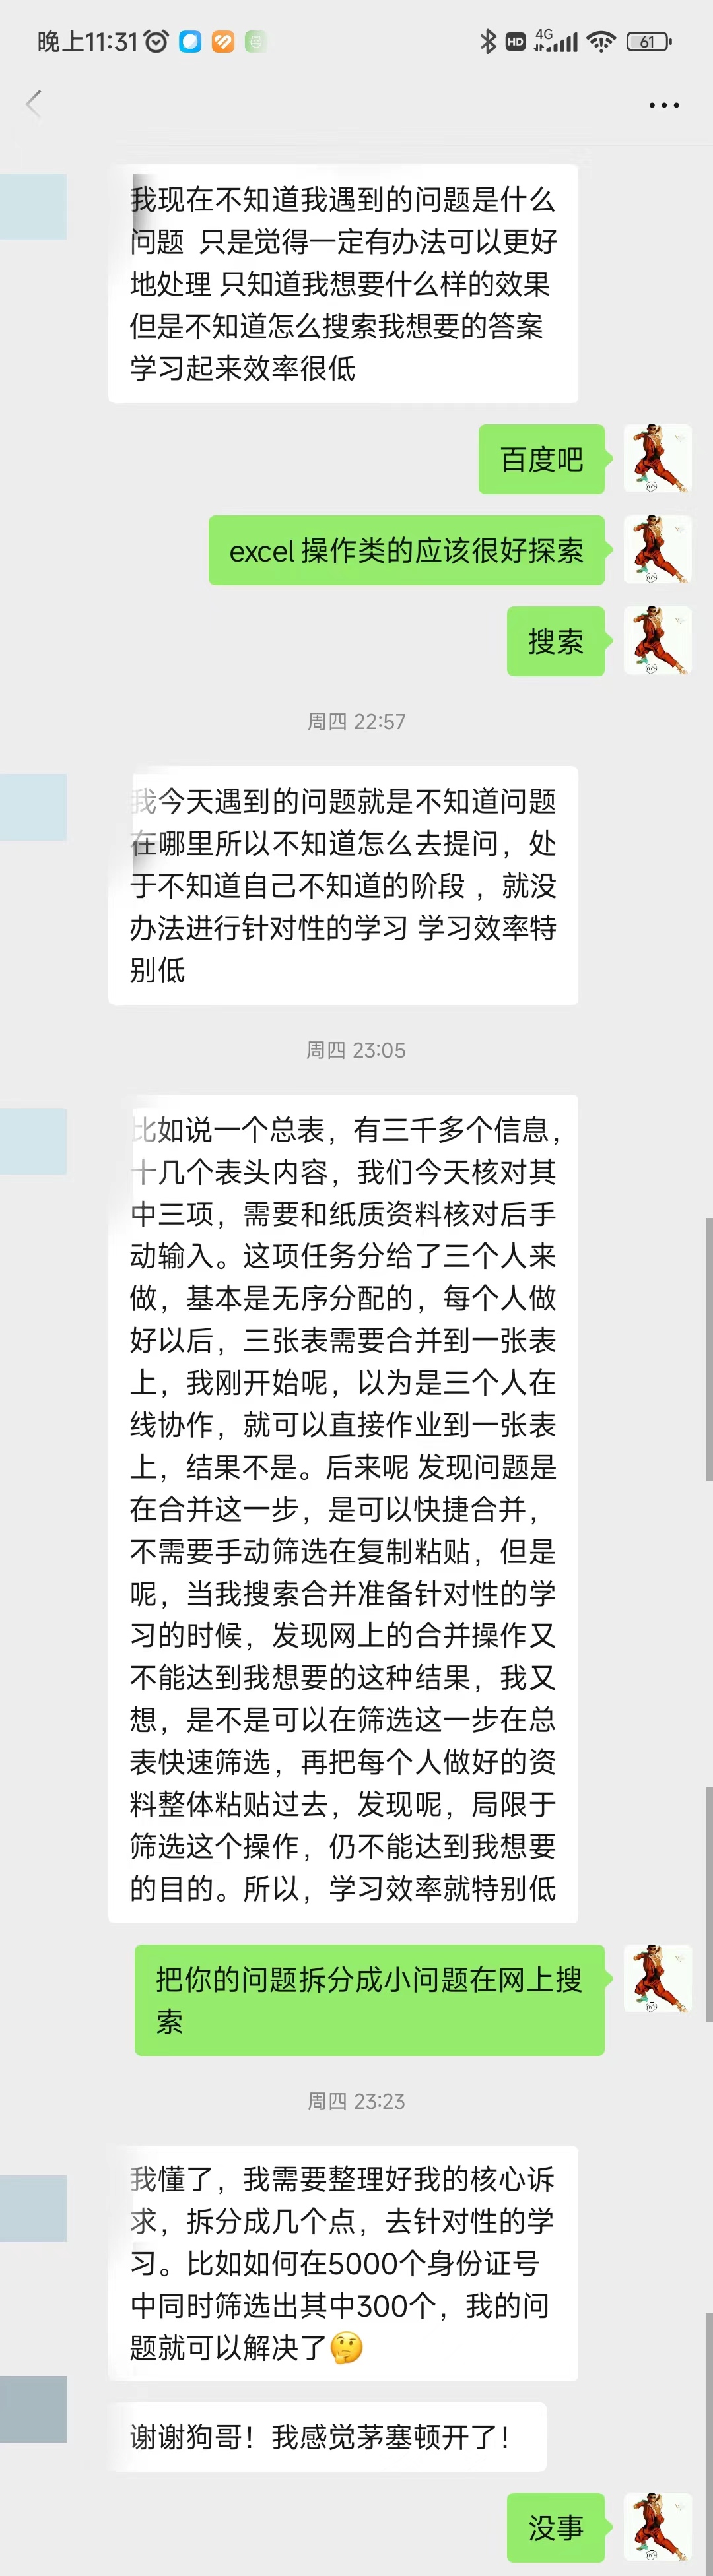 晚上11:31
HD
4G
61
我现在不知道我遇到的问题是什么
问题 只是觉得一定有办法可以更好
地处理 只知道我想要什么样的效果
但是不知道怎么搜索我想要的答案
学习起来效率很低
百度吧
excel 操作类的应该很好探索
搜索
周四 22:57
我今天遇到的问题就是不知道问题
在哪里所以不知道怎么去提问，处
于不知道自己不知道的阶段 ，就没
办法进行针对性的学习 学习效率特
别低
周四 23:05
比如说一个总表，有三千多个信息，
十几个表头内容，我们今天核对其
中三项，需要和纸质资料核对后手
动输入。这项任务分给了三个人来
做，基本是无序分配的，每个人做
好以后，三张表需要合并到一张表
上，我刚开始呢，以为是三个人在
线协作，就可以直接作业到一张表
上，结果不是。后来呢 发现问题是
在合并这一步，是可以快捷合并，
不需要手动筛选在复制粘贴，但是
呢，当我搜索合并准备针对性的学
习的时候，发现网上的合并操作又
不能达到我想要的这种结果，我又
想，是不是可以在筛选这一步在总
表快速筛选，再把每个人做好的资
料整体粘贴过去，发现呢，局限于
筛选这个操作，仍不能达到我想要
的目的。所以，学习效率就特别低
把你的问题拆分成小问题在网上搜
索
周四 23:23
我懂了，我需要整理好我的核心诉
求，拆分成几个点，去针对性的学
习。比如如何在5000个身份证号
中同时筛选出其中300个，我的问
题就可以解决了🤔
谢谢狗哥！我感觉茅塞顿开了！
没事